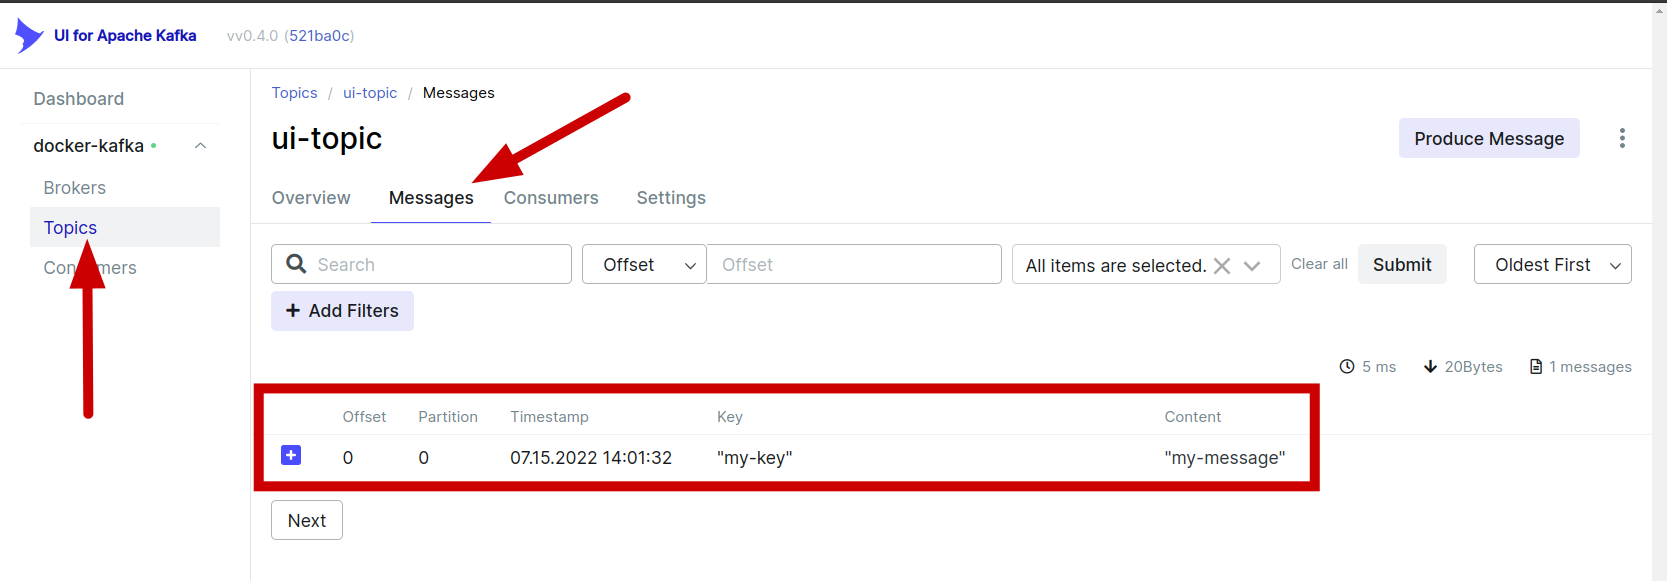 UI for Apache Kafka vv0.4.0 (521ba0c)
Dashboard
docker-kafka
Brokers
Topics
Consumers
Topics / ui-topic / Messages
ui-topic
Produce Message
Overview Messages Consumers Settings
Search Offset Offset All items are selected. Clear all Submit Oldest First
+ Add Filters
5 ms 20Bytes 1 messages
Offset Partition Timestamp Key Content
0 0 07.15.2022 14:01:32 "my-key" "my-message"
Next